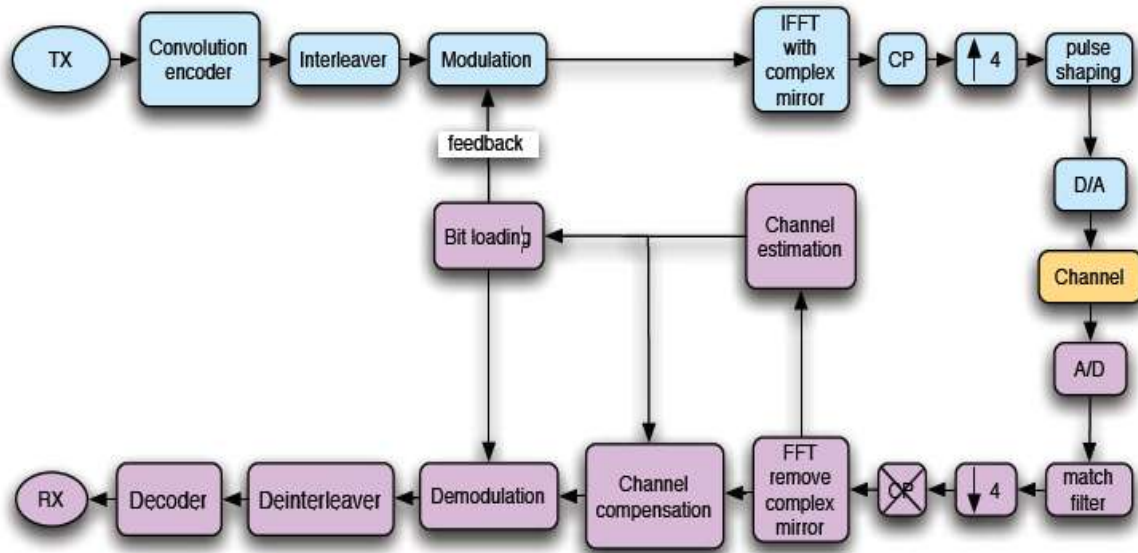 TX
Convolution
encoder
Interleaver
Modulation
IFFT
with
complex
mirror
CP
4
pulse
shaping
feedback
D/A
Bit loading
Channel
estimation
Channel
A/D
RX
Decoder
Deinterleaver
Demodulation
Channel
compensation
FFT
remove
complex
mirror
CP
4
match
filter